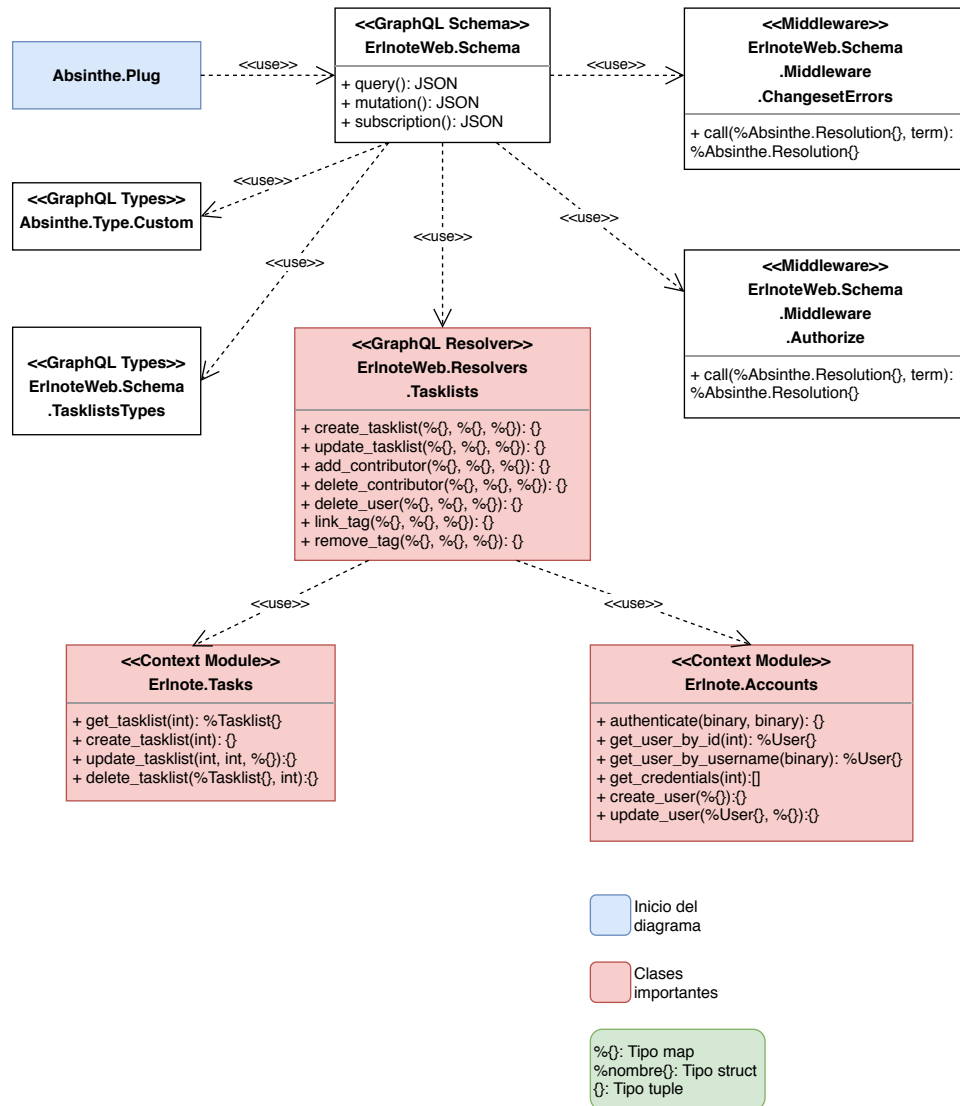 Absinthe.Plug
<<use>>
<<GraphQL Schema>>
ErlnoteWeb.Schema
+ query(): JSON
+ mutation(): JSON
+ subscription(): JSON
<<use>>
<<Middleware>>
ErlnoteWeb.Schema
.Middleware
.ChangesetErrors
+ call(%Absinthe.Resolution{}, term):
%Absinthe.Resolution{}
<<use>>
<<GraphQL Types>>
Absinthe.Type.Custom
<<use>>
<<GraphQL Types>>
ErlnoteWeb.Schema
.TasklistsTypes
<<use>>
<<GraphQL Resolver>>
ErlnoteWeb.Resolvers
.Tasklists
+ create_tasklist(%{}, %{}, %{}): {}
+ update_tasklist(%{}, %{}, %{}): {}
+ add_contributor(%{}, %{}, %{}): {}
+ delete_contributor(%{}, %{}, %{}): {}
+ delete_user(%{}, %{}, %{}): {}
+ link_tag(%{}, %{}, %{}): {}
+ remove_tag(%{}, %{}, %{}): {}
<<use>>
<<Middleware>>
ErlnoteWeb.Schema
.Middleware
.Authorize
+ call(%Absinthe.Resolution{}, term):
%Absinthe.Resolution{}
<<use>>
<<Context Module>>
Erlnote.Tasks
+ get_tasklist(int): %Tasklist{}
+ create_tasklist(int): {}
+ update_tasklist(int, int, %{}):{}
+ delete_tasklist(%Tasklist{}, int):{}
<<use>>
<<Context Module>>
Erlnote.Accounts
+ authenticate(binary, binary): {}
+ get_user_by_id(int): %User{}
+ get_user_by_username(binary): %User{}
+ get_credentials(int):[]
+ create_user(%{}):{}
+ update_user(%User{}, %{}):{}
Inicio del
diagrama
Clases
importantes
%{}: Tipo map
%nombre{}: Tipo struct
{}: Tipo tuple